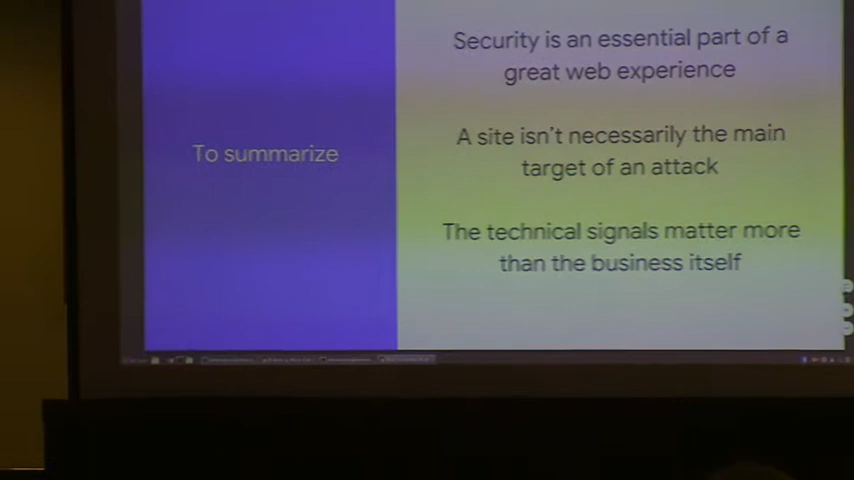 To summarize
Security is an essential part of a
great web experience
A site isn't necessarily the main
target of an attack
The technical signals matter more
than the business itself